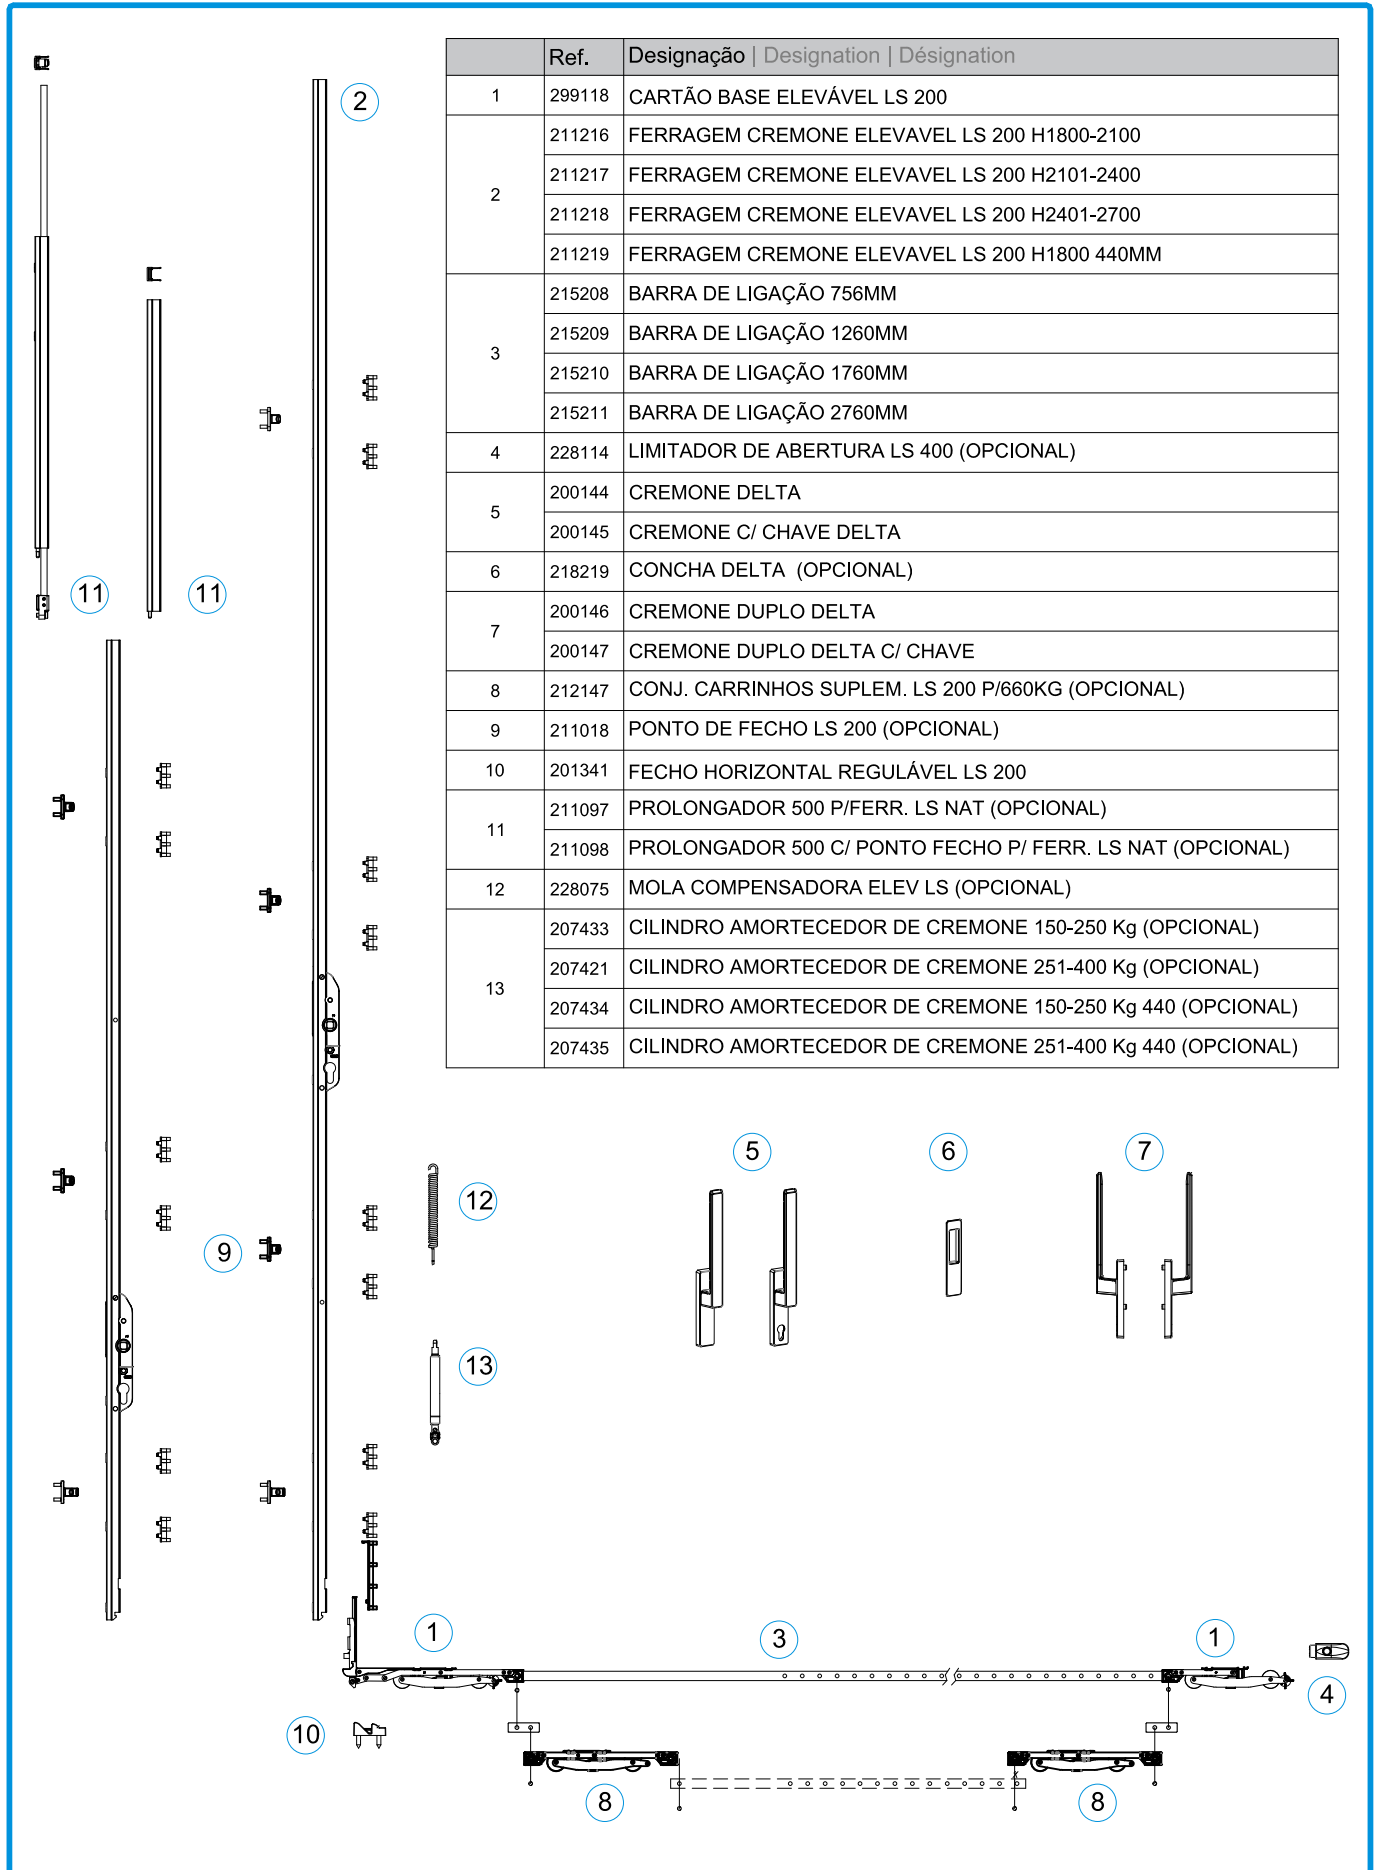 Ref. Designação | Designation | Désignation
1 299118 CARTÃO BASE ELEVÁVEL LS 200
2 211216 FERRAGEM CREMONE ELEVAVEL LS 200 H1800-2100
211217 FERRAGEM CREMONE ELEVAVEL LS 200 H2101-2400
211218 FERRAGEM CREMONE ELEVAVEL LS 200 H2401-2700
211219 FERRAGEM CREMONE ELEVAVEL LS 200 H1800 440MM
3 215208 BARRA DE LIGAÇÃO 756MM
215209 BARRA DE LIGAÇÃO 1260MM
215210 BARRA DE LIGAÇÃO 1760MM
215211 BARRA DE LIGAÇÃO 2760MM
4 228114 LIMITADOR DE ABERTURA LS 400 (OPCIONAL)
5 200144 CREMONE DELTA
200145 CREMONE C/ CHAVE DELTA
6 218219 CONCHA DELTA (OPCIONAL)
7 200146 CREMONE DUPLO DELTA
200147 CREMONE DUPLO DELTA C/ CHAVE
8 212147 CONJ. CARRINHOS SUPLEM. LS 200 P/660KG (OPCIONAL)
9 211018 PONTO DE FECHO LS 200 (OPCIONAL)
10 201341 FECHO HORIZONTAL REGULÁVEL LS 200
11 211097 PROLONGADOR 500 P/FERR. LS NAT (OPCIONAL)
211098 PROLONGADOR 500 C/ PONTO FECHO P/ FERR. LS NAT (OPCIONAL)
12 228075 MOLA COMPENSADORA ELEV LS (OPCIONAL)
13 207433 CILINDRO AMORTECEDOR DE CREMONE 150-250 Kg (OPCIONAL)
207421 CILINDRO AMORTECEDOR DE CREMONE 251-400 Kg (OPCIONAL)
207434 CILINDRO AMORTECEDOR DE CREMONE 150-250 Kg 440 (OPCIONAL)
207435 CILINDRO AMORTECEDOR DE CREMONE 251-400 Kg 440 (OPCIONAL)
2
11
11
5
6
7
12
9
13
1
3
1
4
10
8
8